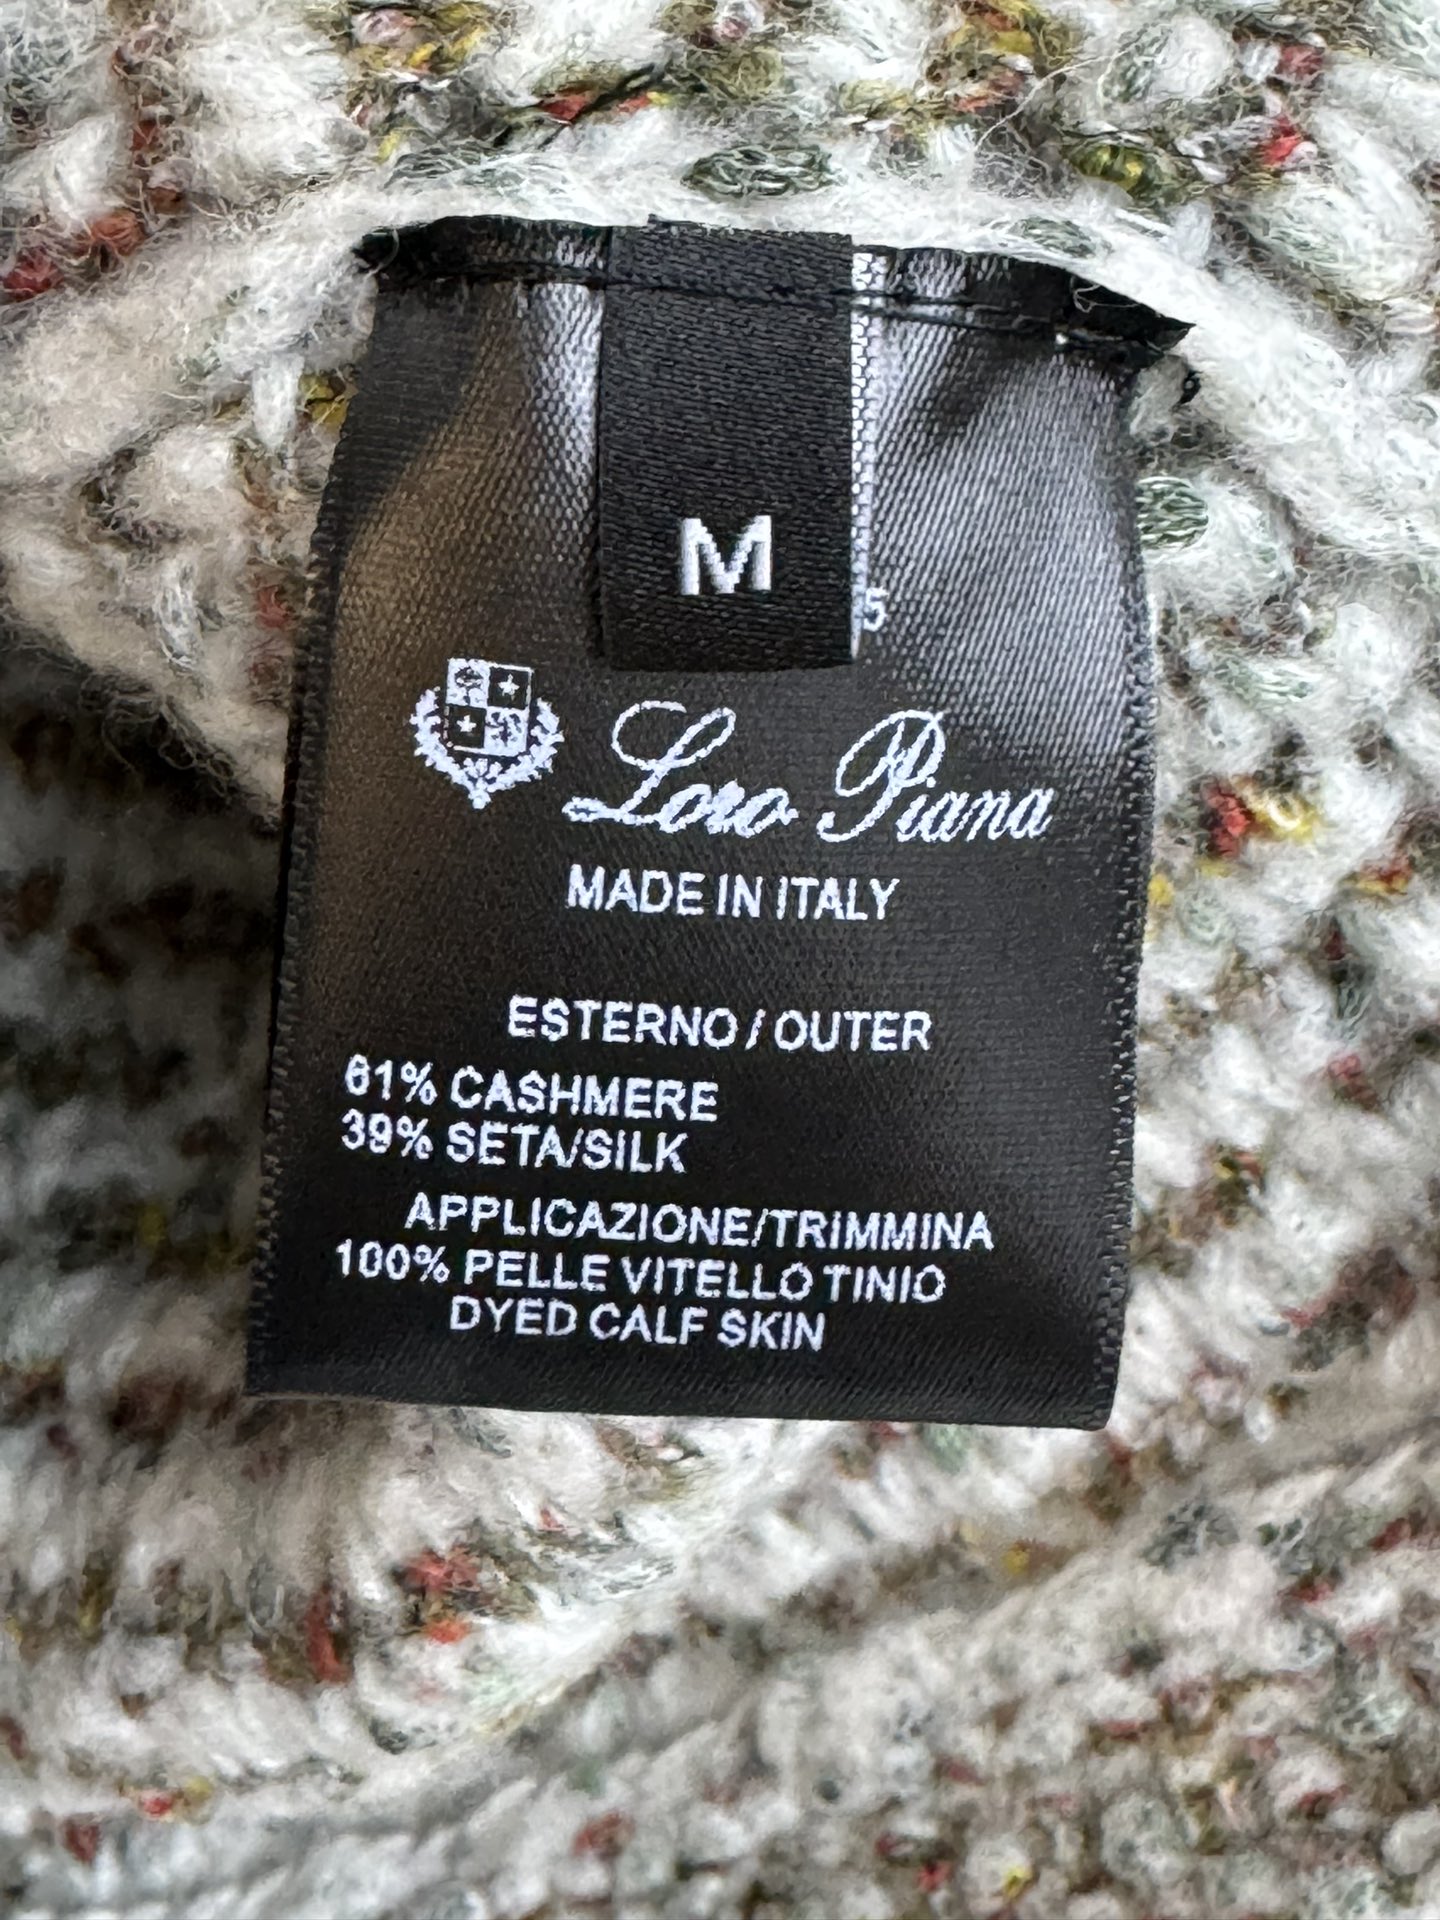 M
5
Loro Piana
MADE IN ITALY
ESTERNO / OUTER
61% CASHMERE
39% SETA/SILK
APPLICAZIONE/TRIMMINA
100% PELLE VITELLO TINIO
DYED CALF SKIN